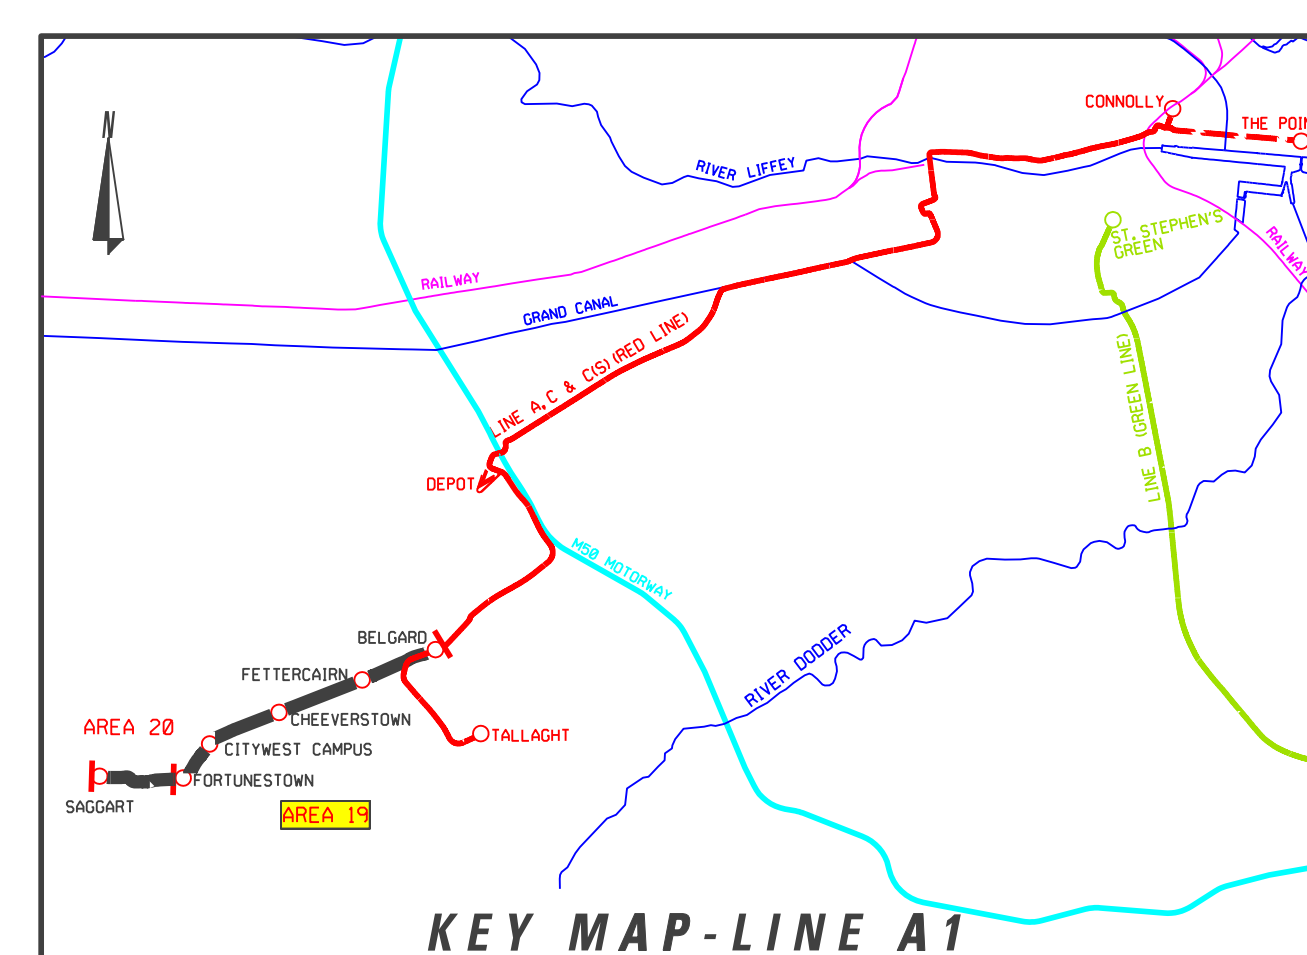 N
CONNOLLY
THE POIN
RIVER LIFFEY
ST. STEPHEN'S
GREEN
RAILWAY
RAILWAY
GRAND CANAL
LINE A,C & C(S)(RED LINE)
LINE B (GREEN LINE)
DEPOT
M50 MOTORWAY
BELGARD
RIVER DODDER
FETTERCAIRN
CHEEVERSTOWN
AREA 20
TALLAGHT
CITYWEST CAMPUS
FORTUNESTOWN
SAGGART
AREA 19
KEY MAP-LINE A1